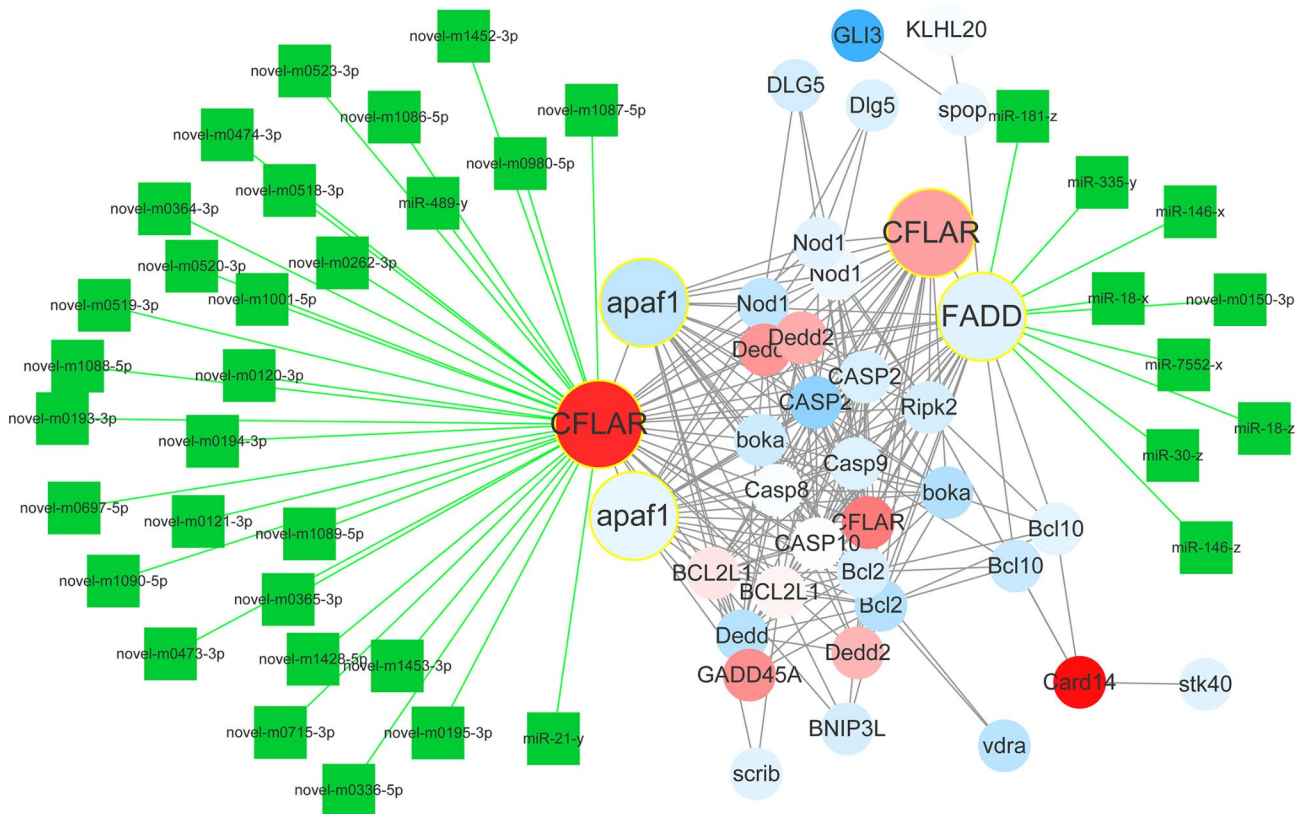 novel-m1452-3p
GLI3
KLHL20
novel-m0523-3p
DLG5
Dlg5
novel-m1087-5p
novel-m1086-5p
spop
miR-181-z
novel-m0474-3p
novel-m0980-5p
novel-m0518-3p
miR-489-y
miR-335-y
novel-m0364-3p
miR-146-x
CFLAR
Nod1
novel-m0520-3p
novel-m0262-3p
Nod1
novel-m0519-3p
novel-m1001-5p
apaf1
Nod1
FADD
miR-18-x
novel-m0150-3p
Dedd2
novel-m1088-5p
novel-m0120-3p
CASP2
miR-7552-x
CASP2
Ripk2
novel-m0193-3p
CFLAR
miR-18-z
novel-m0194-3p
boka
Casp9
miR-30-z
Casp8
boka
novel-m0697-5p
novel-m0121-3p
apaf1
CFLAR
Bcl10
novel-m1089-5p
CASP10
miR-146-z
novel-m1090-5p
BCL2L1
Bcl2
Bcl10
novel-m0365-3p
BCL2L1
Bcl2
Dedd
novel-m0473-3p
novel-m1428-5p
novel-m1453-3p
Dedd2
GADD45A
Card14
stk40
novel-m0715-3p
novel-m0195-3p
miR-21-y
BNIP3L
vdra
scrib
novel-m0336-5p